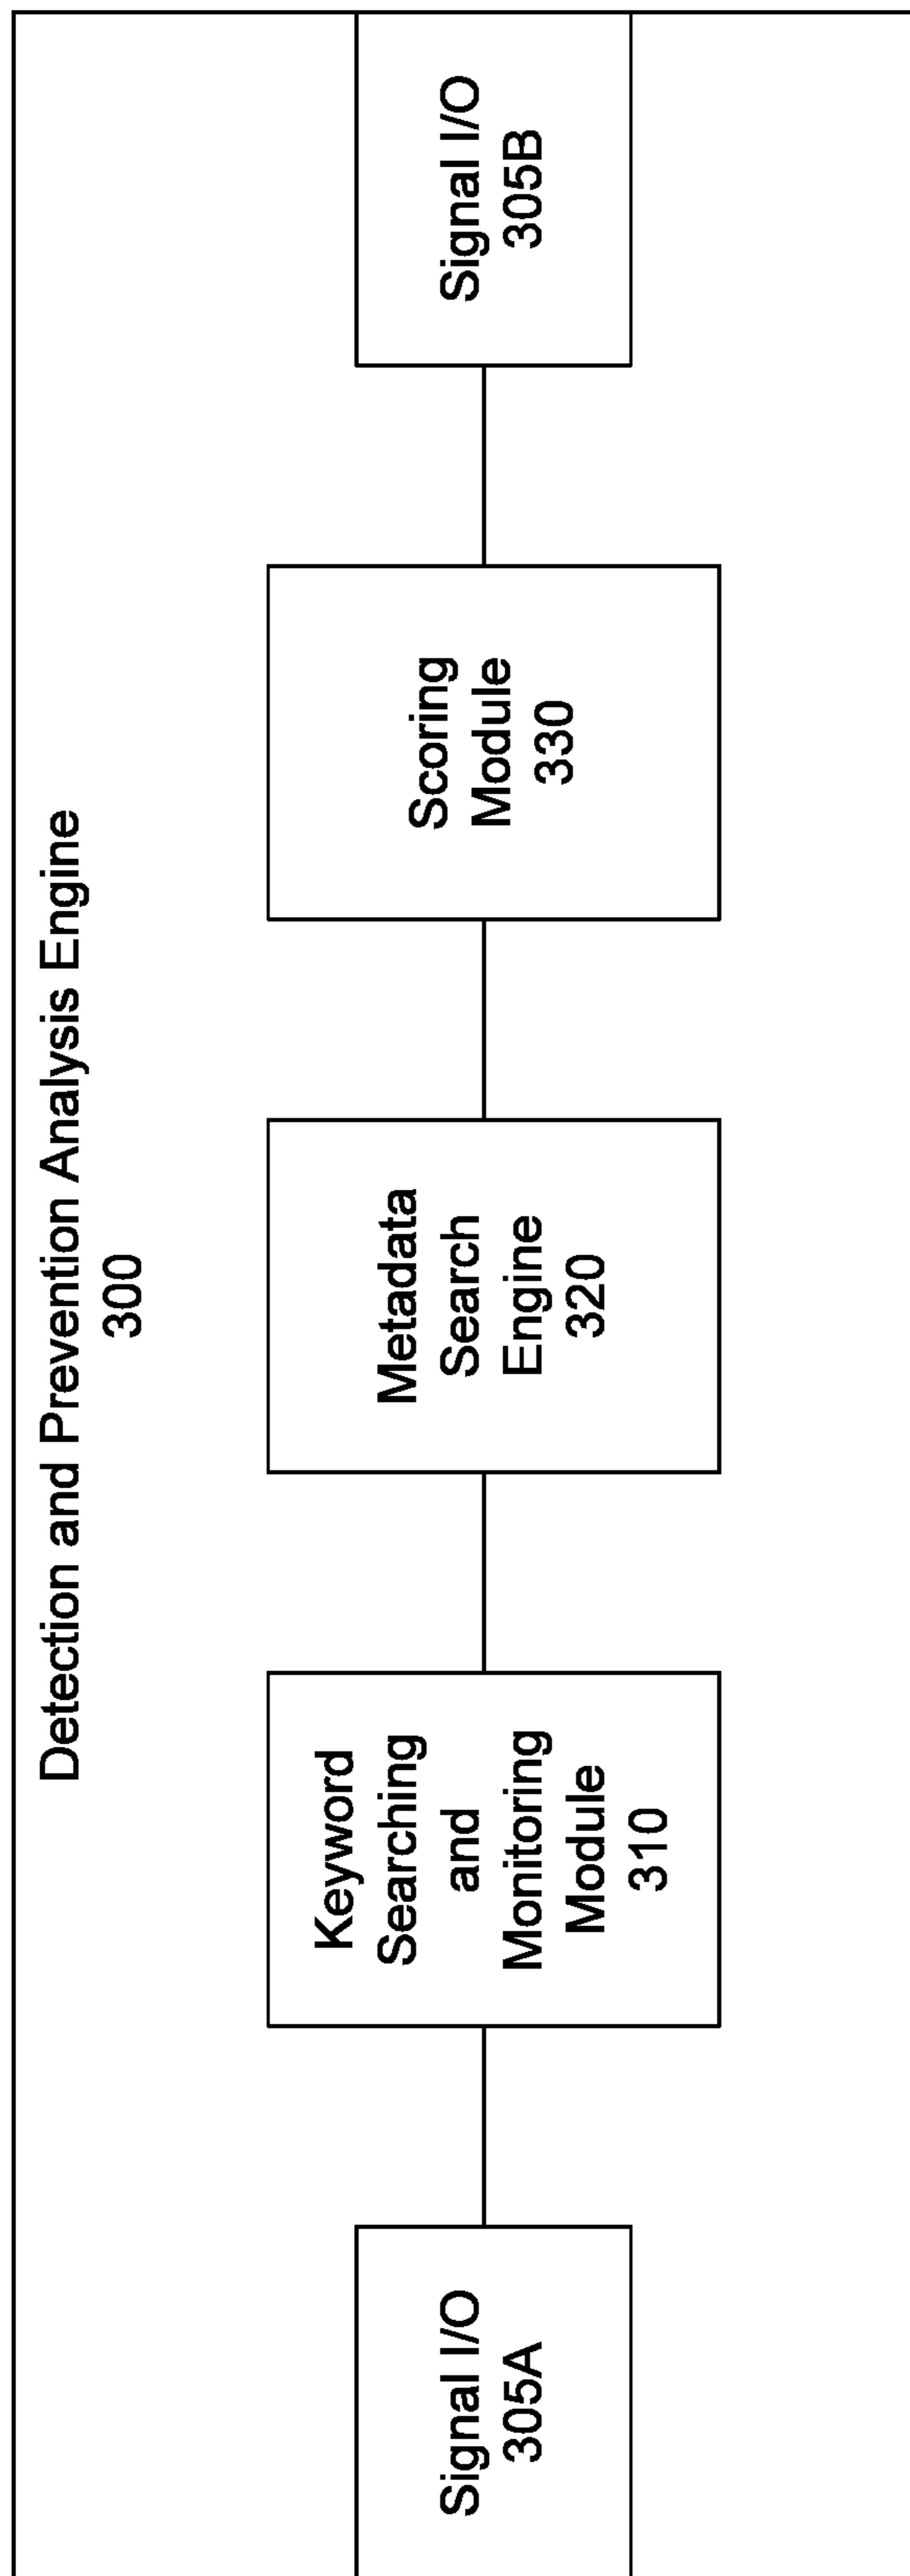 Detection and Prevention Analysis Engine
300
Signal I/O
305A
Keyword
Searching
and
Monitoring
Module
310
Metadata
Search
Engine
320
Scoring
Module
330
Signal I/O
305B